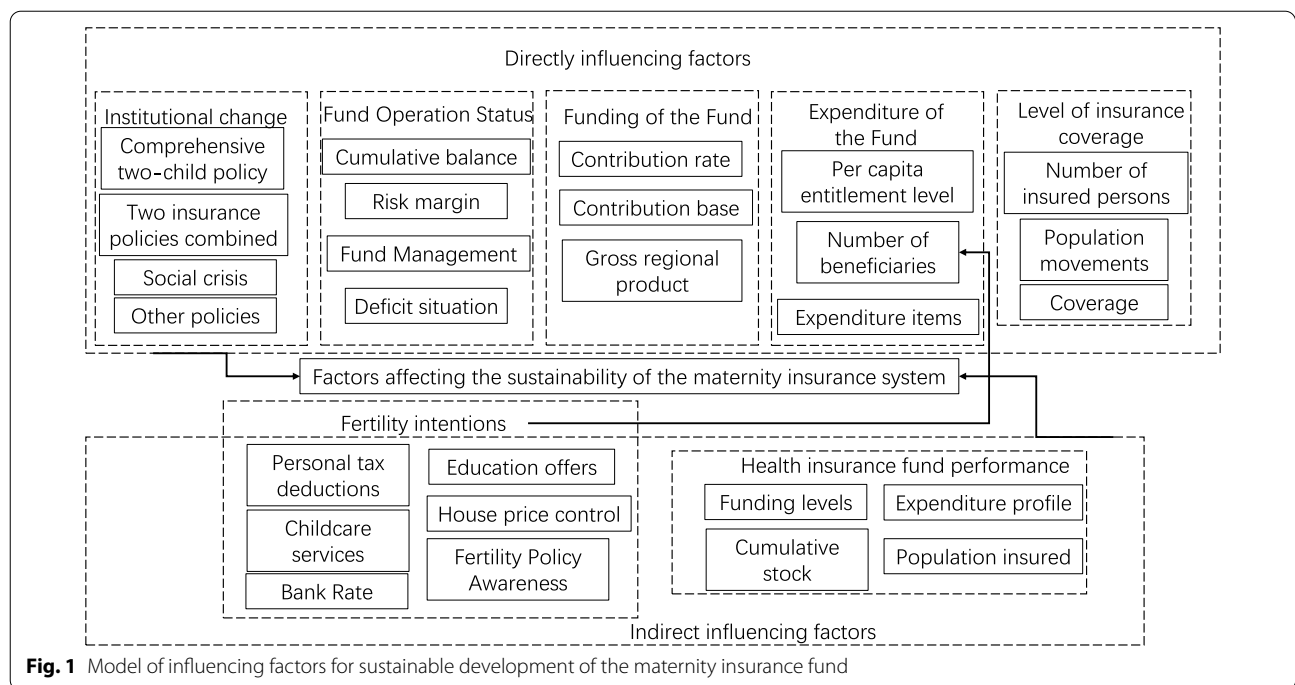 Directly influencing factors
Institutional change
Comprehensive
two-child policy
Two insurance
policies combined
Social crisis
Other policies
Fund Operation Status
Cumulative balance
Risk margin
Fund Management
Deficit situation
Funding of the Fund
Contribution rate
Contribution base
Gross regional
product
Expenditure of
the Fund
Per capita
entitlement level
Number of
beneficiaries
Expenditure items
Level of insurance
coverage
Number of
insured persons
Population
movements
Coverage
Factors affecting the sustainability of the maternity insurance system
Fertility intentions
Personal tax
deductions
Childcare
services
Bank Rate
Education offers
House price control
Fertility Policy
Awareness
Health insurance fund performance
Funding levels
Expenditure profile
Cumulative
stock
Population insured
Indirect influencing factors
Fig. 1 Model of influencing factors for sustainable development of the maternity insurance fund